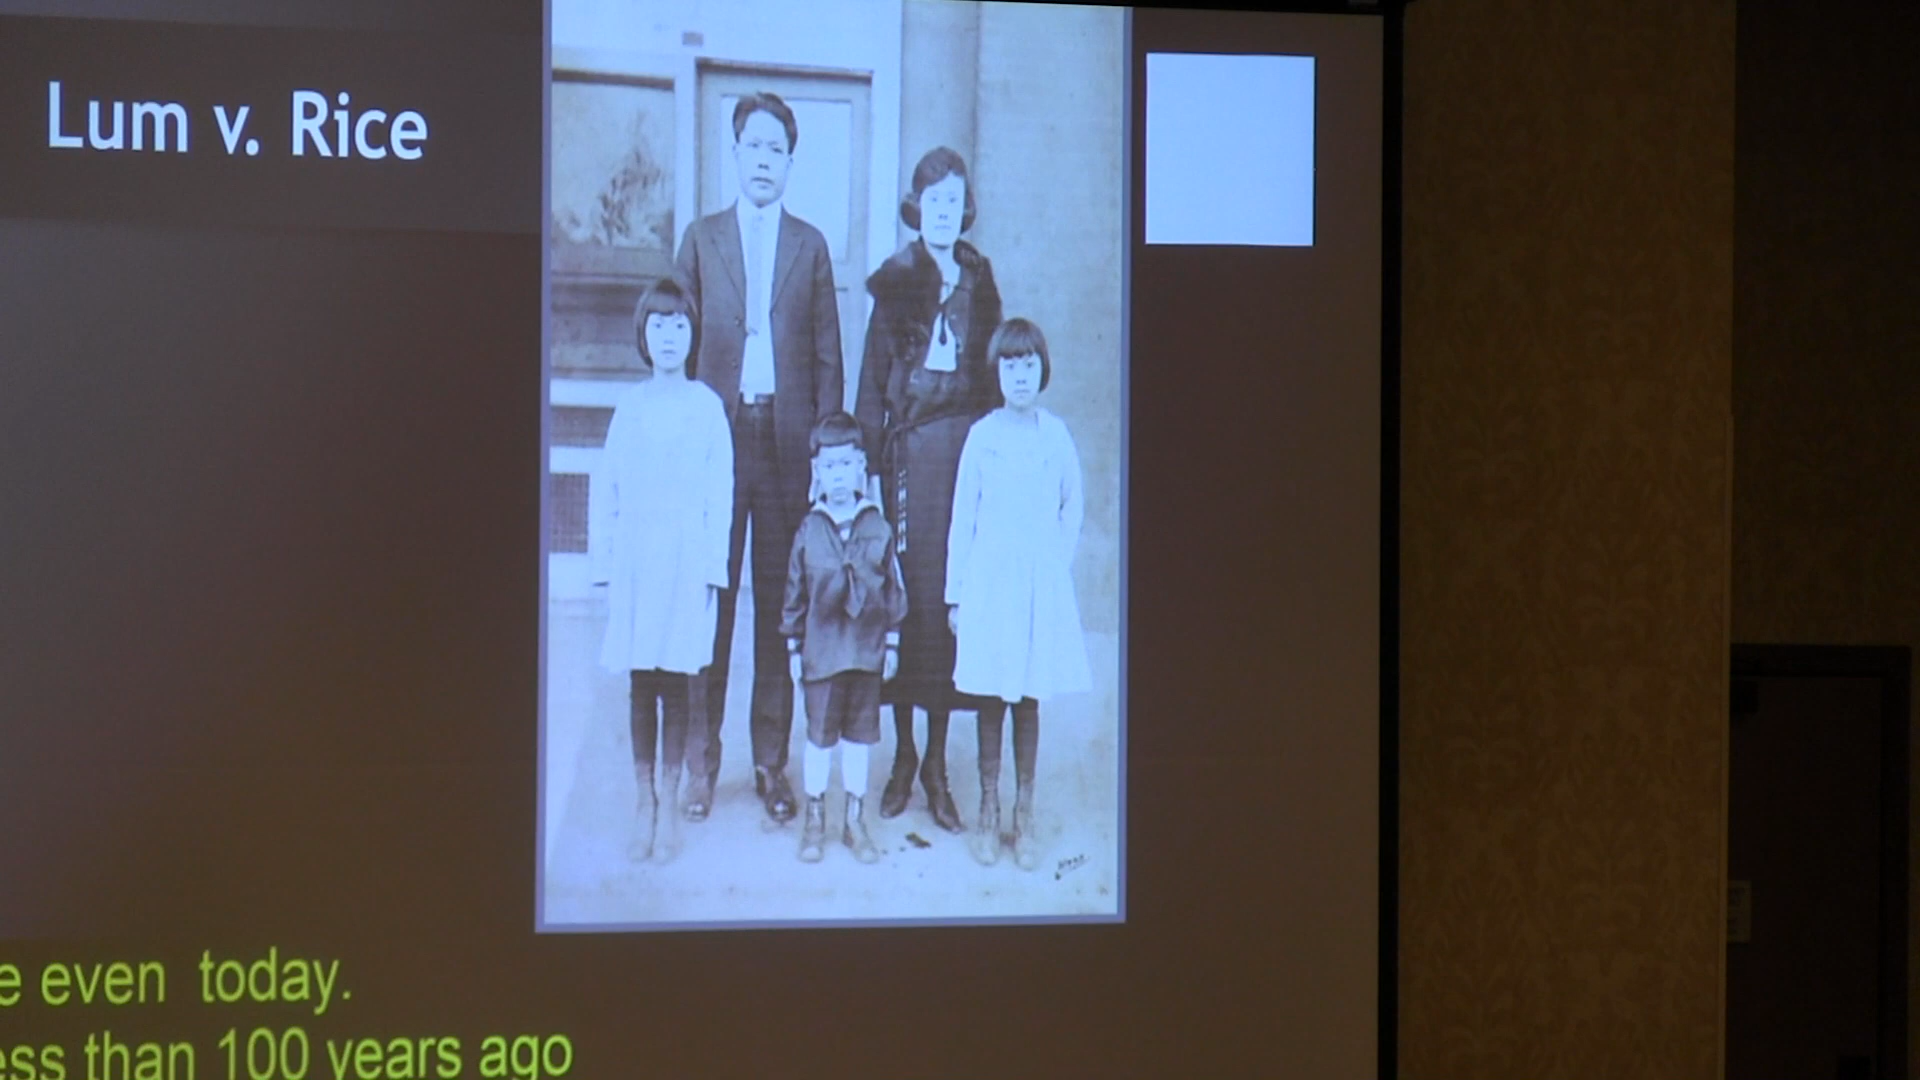 Lum v. Rice
e even today.
ess than 100 years ago